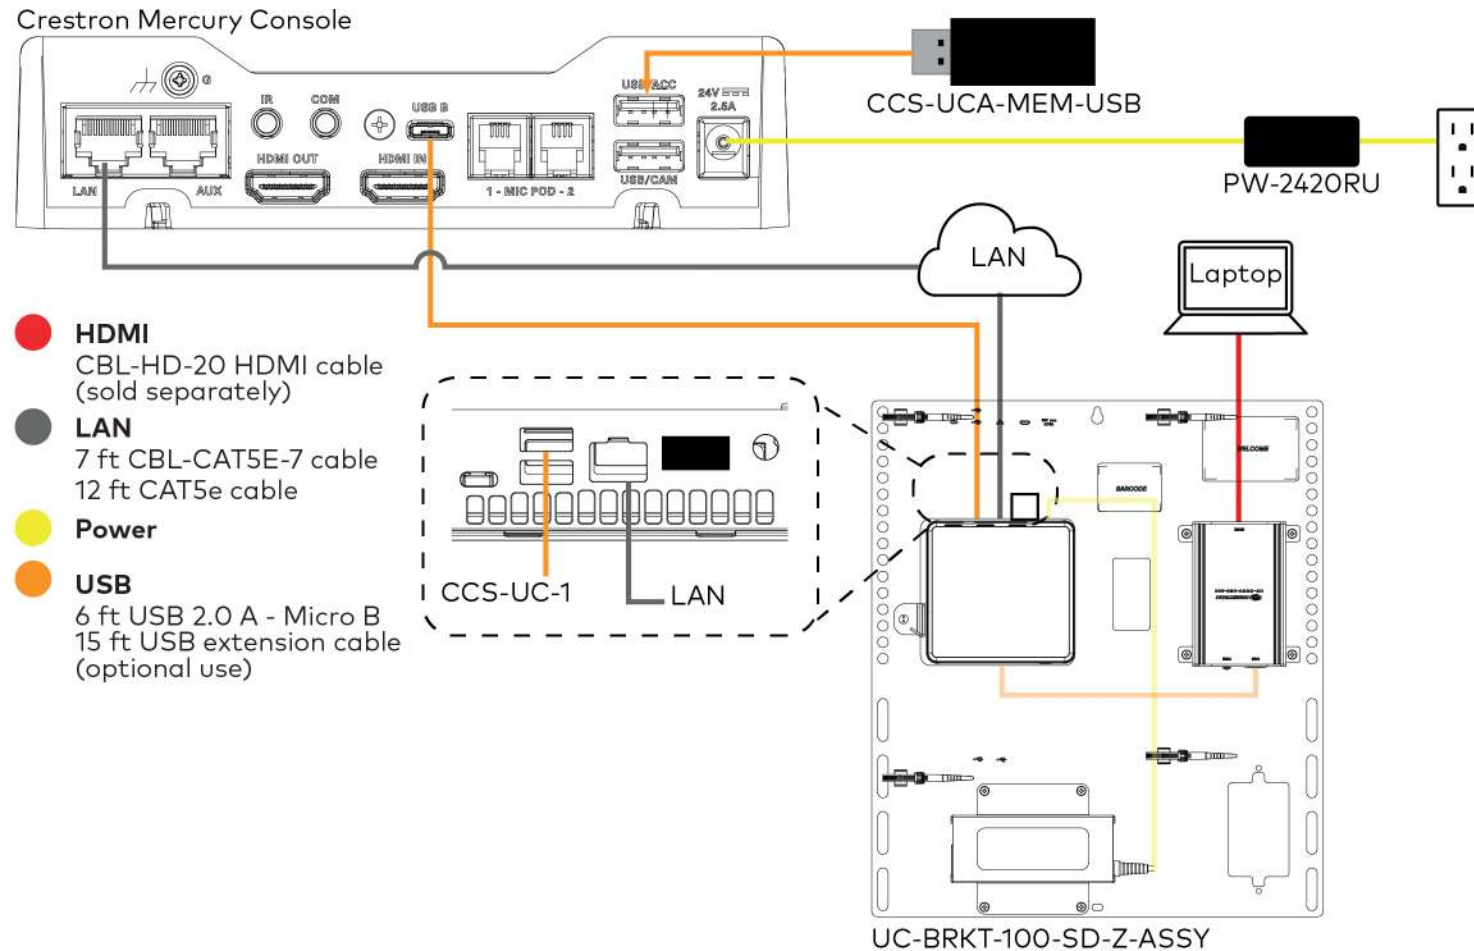 Crestron Mercury Console
G
IR
COM
USB B
USB/ACC
24V
2.5A
HDMI OUT
HDMI IN
LAN
AUX
1 - MIC POD - 2
USB/CAM
CCS-UCA-MEM-USB
PW-2420RU
LAN
Laptop
HDMI
CBL-HD-20 HDMI cable
(sold separately)
LAN
7 ft CBL-CAT5E-7 cable
12 ft CAT5e cable
Power
USB
6 ft USB 2.0 A - Micro B
15 ft USB extension cable
(optional use)
CCS-UC-1
LAN
WELCOME
BARCODE
UC-BRKT-100-SD-Z-ASSY